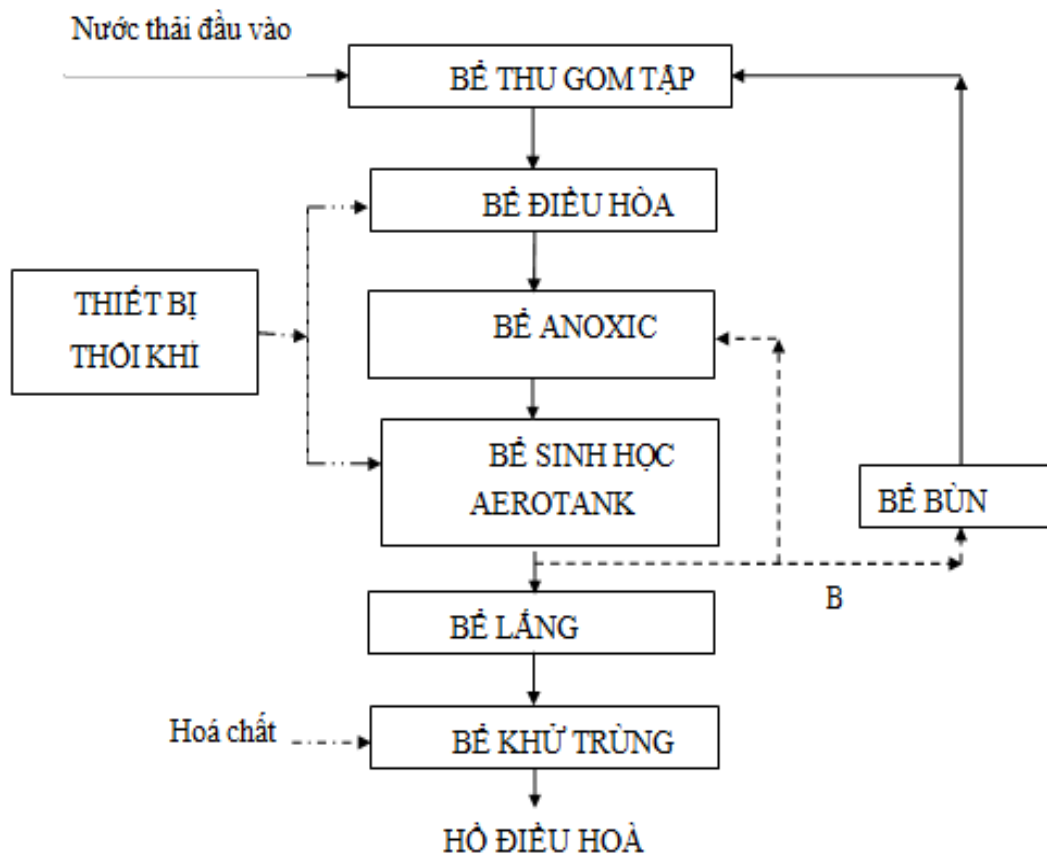 Nước thải đầu vào
BỂ THU GOM TẬP
BỂ ĐIỀU HÒA
THIẾT BỊ
THỔI KHÍ
BỂ ANOXIC
BỂ SINH HỌC
AEROTANK
BỂ BÙN
B
BỂ LẮNG
Hoá chất
BỂ KHỬ TRÙNG
HỒ ĐIỀU HOÀ